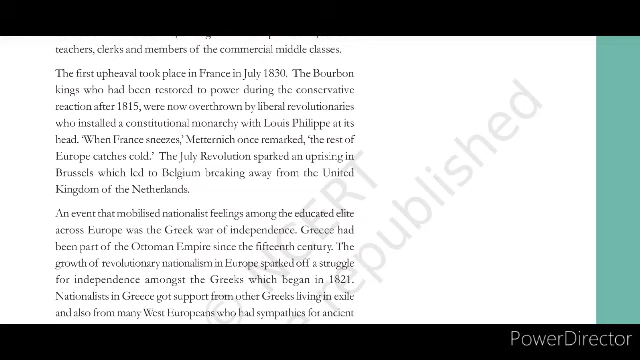 teachers, clerks and members of the commercial middle classes.
The first upheaval took place in France in July 1830. The Bourbon
kings who had been restored to power during the conservative
reaction after 1815, were now overthrown by liberal revolutionaries
who installed a constitutional monarchy with Louis Philippe at its
head. ‘When France sneezes,’ Metternich once remarked, ‘the rest of
Europe catches cold.’ The July Revolution sparked an uprising in
Brussels which led to Belgium breaking away from the United
Kingdom of the Netherlands.
An event that mobilised nationalist feelings among the educated elite
across Europe was the Greek war of independence. Greece had
been part of the Ottoman Empire since the fifteenth century. The
growth of revolutionary nationalism in Europe sparked off a struggle
for independence amongst the Greeks which began in 1821.
Nationalists in Greece got support from other Greeks living in exile
and also from many West Europeans who had sympathies for ancient
© NCERT
republished
PowerDirector